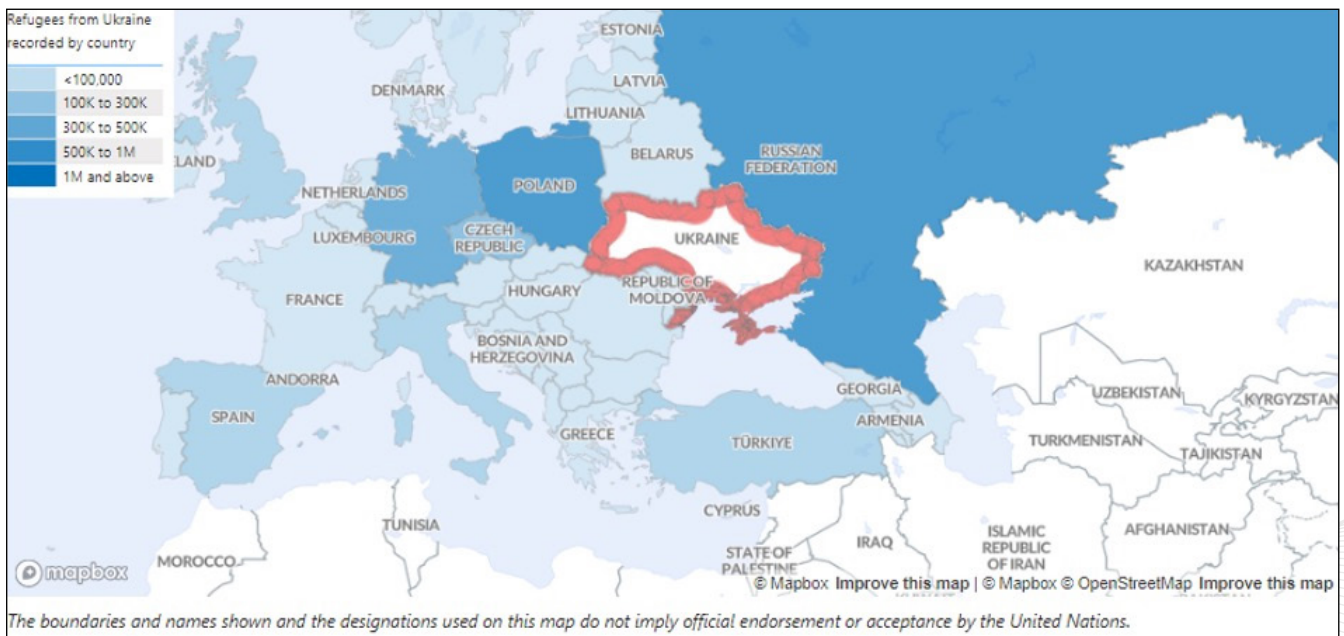 Refugees from Ukraine
recorded by country
<100,000
100K to 300K
300K to 500K
500K to 1M
1M and above
ESTONIA
LATVIA
DENMARK
LITHUANIA
BELARUS
RUSSIAN
FEDERATION
ELAND
NETHERLANDS
POLAND
LUXEMBOURG
CZECH
REPUBLIC
UKRAINE
KAZAKHSTAN
FRANCE
HUNGARY
REPUBLIC OF
MOLDOVA
BOSNIA AND
HERZEGOVINA
ANDORRA
SPAIN
GREECE
GEORGIA
ARMENIA
TÜRKIYE
UZBEKISTAN
KYRGYZSTAN
TURKMENISTAN
TAJIKISTAN
CYPRUS
TUNISIA
MOROCCO
STATE OF
PALESTINE
IRAQ
ISLAMIC
REPUBLIC
OF IRAN
AFGHANISTAN
mapbox
© Mapbox Improve this map | © Mapbox © OpenStreetMap Improve this map
The boundaries and names shown and the designations used on this map do not imply official endorsement or acceptance by the United Nations.